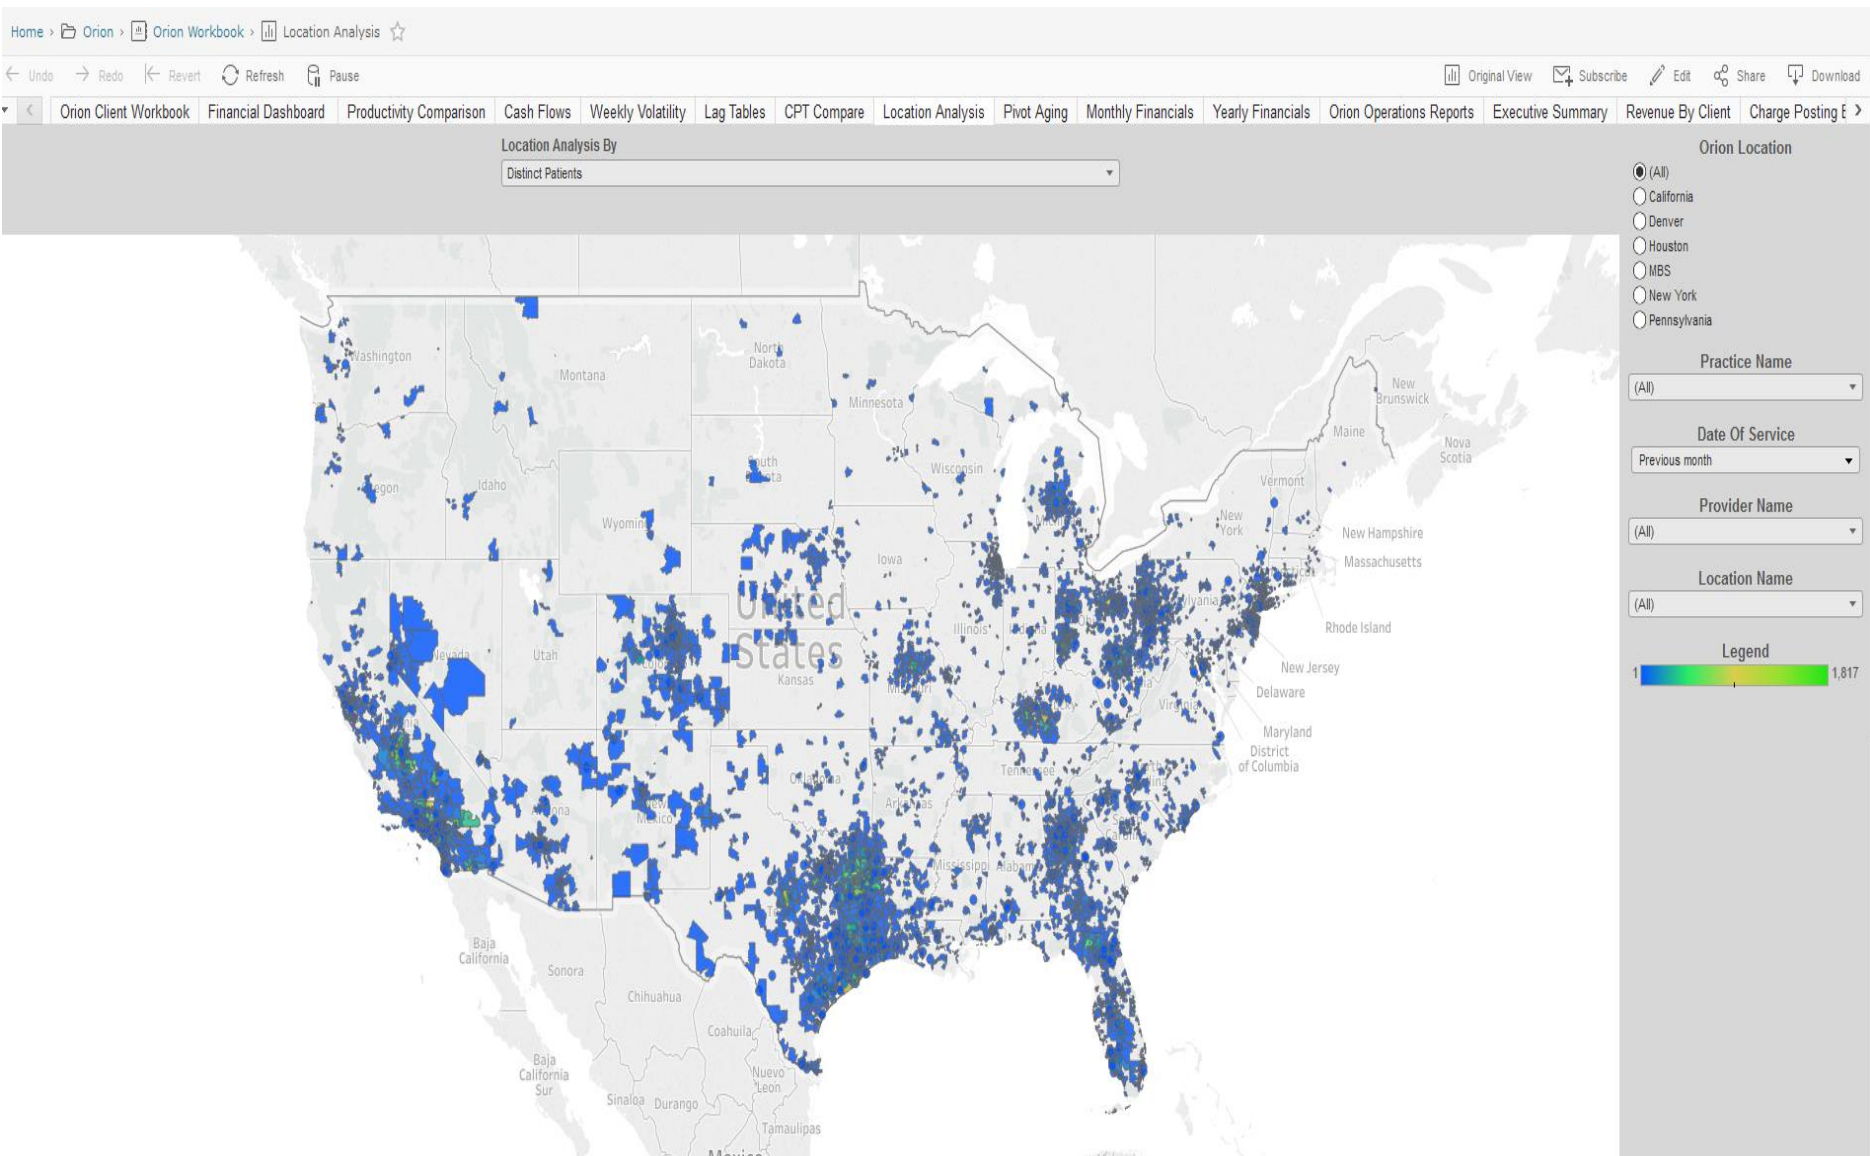 Home › Orion › Orion Workbook › Location Analysis
Undo Redo Revert Refresh Pause Original View Subscribe Edit Share Download
Orion Client Workbook Financial Dashboard Productivity Comparison Cash Flows Weekly Volatility Lag Tables CPT Compare Location Analysis Pivot Aging Monthly Financials Yearly Financials Orion Operations Reports Executive Summary Revenue By Client Charge Posting
Location Analysis By
Distinct Patients
Orion Location
(All)
California
Denver
Houston
MBS
New York
Pennsylvania
Practice Name
(All)
Date Of Service
Previous month
Provider Name
(All)
Location Name
(All)
Legend
1 1,817
Washington
Montana
North
Dakota
Minnesota
New
Brunswick
Maine
Nova
Scotia
Wisconsin
Idaho
Vermont
Wyoming
New
York
New Hampshire
Massachusetts
Iowa
United
States
Illinois
Rhode Island
Nevada
Utah
Kansas
New Jersey
Delaware
Virginia
Maryland
District
of Columbia
Tennessee
Oklahoma
Arkansas
New
Mexico
Mississippi
Alabama
Baja
California
Sonora
Chihuahua
Coahuila
Baja
California
Sur
Nuevo
Leon
Sinaloa
Durango
Tamaulipas
Mexico